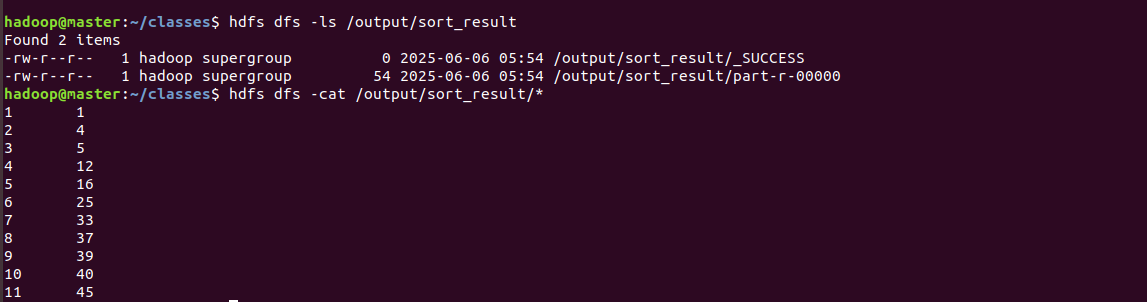 hadoop@master:~/classes$ hdfs dfs -ls /output/sort_result
Found 2 items
-rw-r--r--   1 hadoop supergroup          0 2025-06-06 05:54 /output/sort_result/_SUCCESS
-rw-r--r--   1 hadoop supergroup         54 2025-06-06 05:54 /output/sort_result/part-r-00000
hadoop@master:~/classes$ hdfs dfs -cat /output/sort_result/*
1       1
2       4
3       5
4       12
5       16
6       25
7       33
8       37
9       39
10      40
11      45